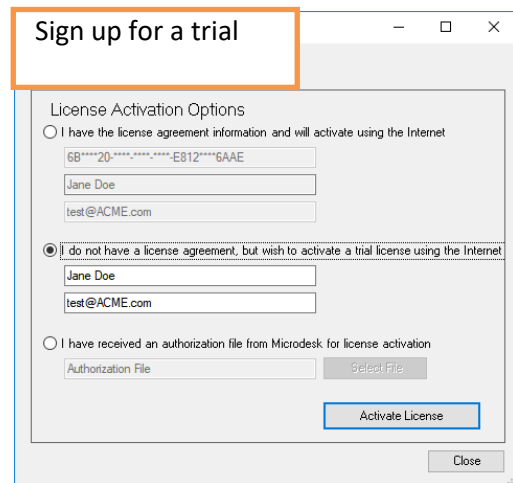 Sign up for a trial
License Activation Options
I have the license agreement information and will activate using the Internet
6B****20-****-****-****-E812****6AAE
Jane Doe
test@ACME.com
I do not have a license agreement, but wish to activate a trial license using the Internet
Jane Doe
test@ACME.com
I have received an authorization file from Microdesk for license activation
Authorization File Select File
Activate License
Close